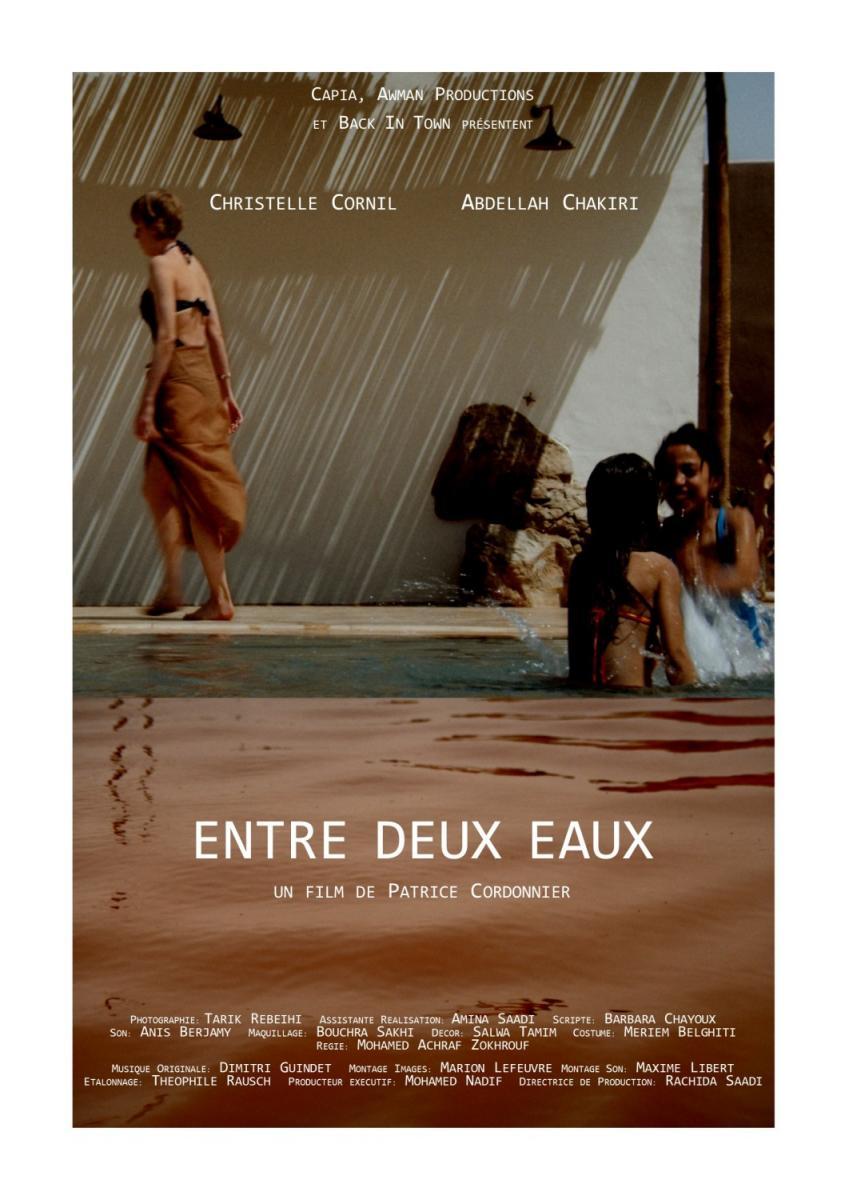 Capia, Awman Productions
et Back In Town présentent
Christelle Cornil Abdellah Chakiri
ENTRE DEUX EAUX
un film de Patrice Cordonnier
Photographie: Tarik Rebeihi Assistante Realisation: Amina Saadi Scripte: Barbara Chayoux
Son: Anis Berjamy Maquillage: Bouchra Sakhi Decor: Salwa Tamim Costume: Meriem Belghiti
Regie: Mohamed Achraf Zokhrouf
Musique Originale: Dimitri Guindet Montage Images: Marion Lefeuvre Montage Son: Maxime Libert
Etalonnage: Theophile Rausch Producteur executif: Mohamed Nadif Directrice de Production: Rachida Saadi